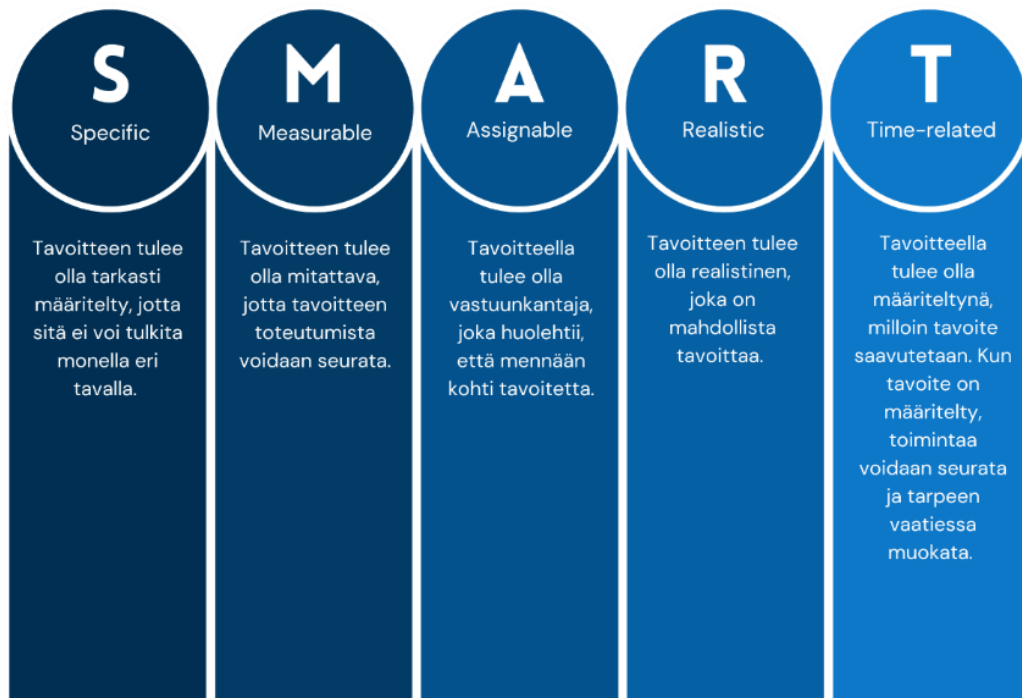 S
Specific
Tavoitteen tulee
olla tarkasti
määritelty, jotta
sitä ei voi tulkita
monella eri
tavalla.
M
Measurable
Tavoitteen tulee
olla mitattava,
jotta tavoitteen
toteutumista
voidaan seurata.
A
Assignable
Tavoitteella
tulee olla
vastuunkantaja,
joka huolehtii,
että mennään
kohti tavoitetta.
R
Realistic
Tavoitteen tulee
olla realistinen,
joka on
mahdollista
tavoittaa.
T
Time-related
Tavoitteella
tulee olla
määriteltynä,
milloin tavoite
saavutetaan. Kun
tavoite on
määritelty,
toimintaa
voidaan seurata
ja tarpeen
vaatiessa
muokata.